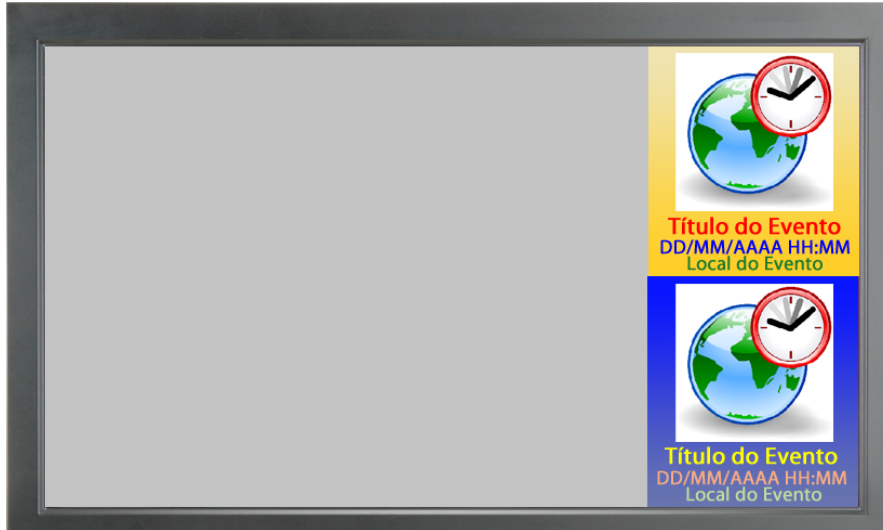 Título do Evento
DD/MM/AAAA HH:MM
Local do Evento
Título do Evento
DD/MM/AAAA HH:MM
Local do Evento